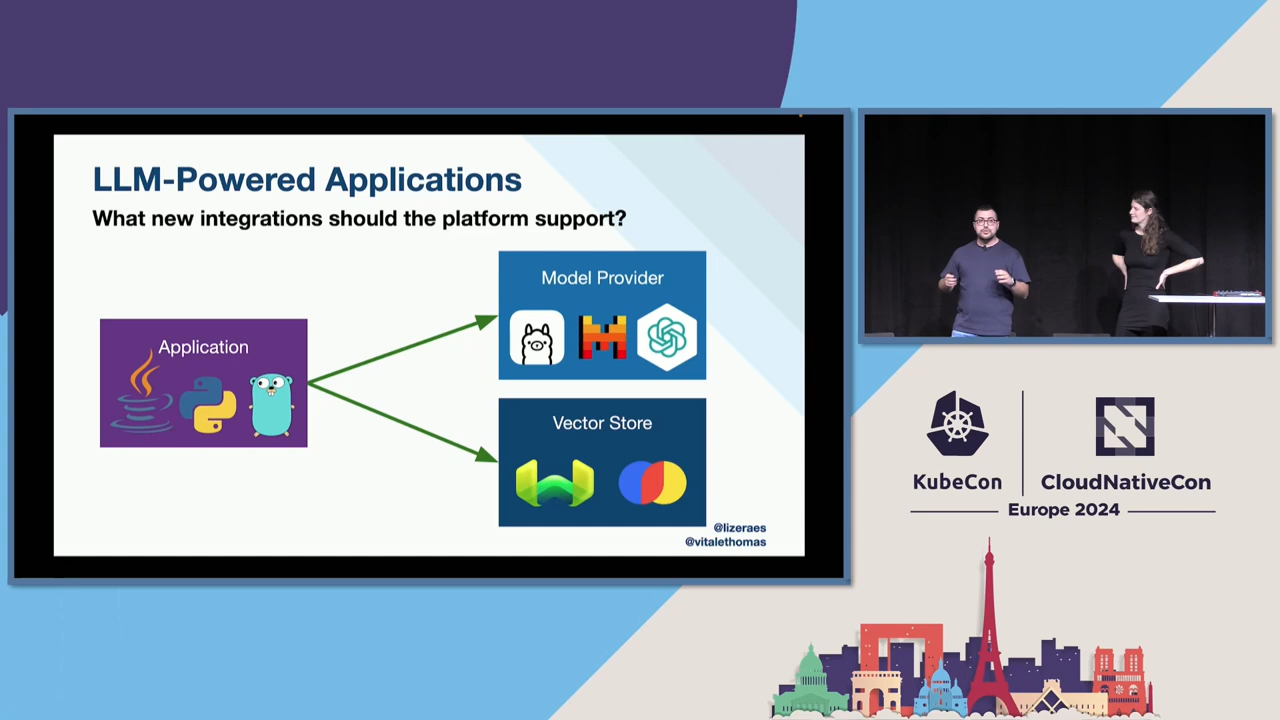 LLM-Powered Applications
What new integrations should the platform support?
Application
Model Provider
Vector Store
@lizeraes
@vitalethomas
KubeCon
CloudNativeCon
Europe 2024